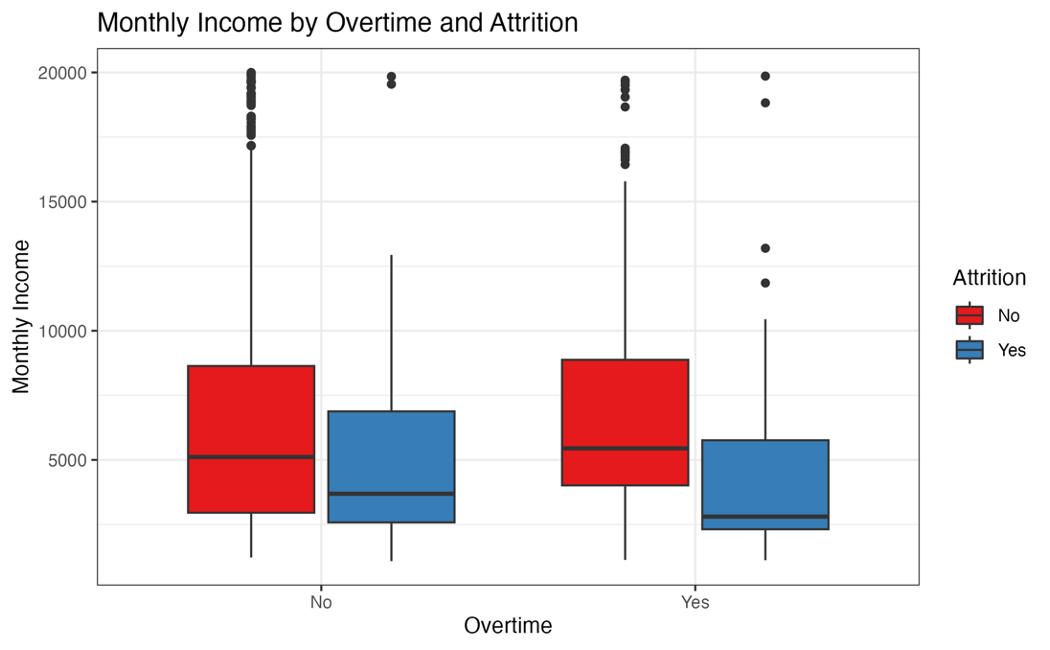 Monthly Income by Overtime and Attrition
20000
15000
10000
5000
Monthly Income
No
Yes
Overtime
Attrition
No
Yes